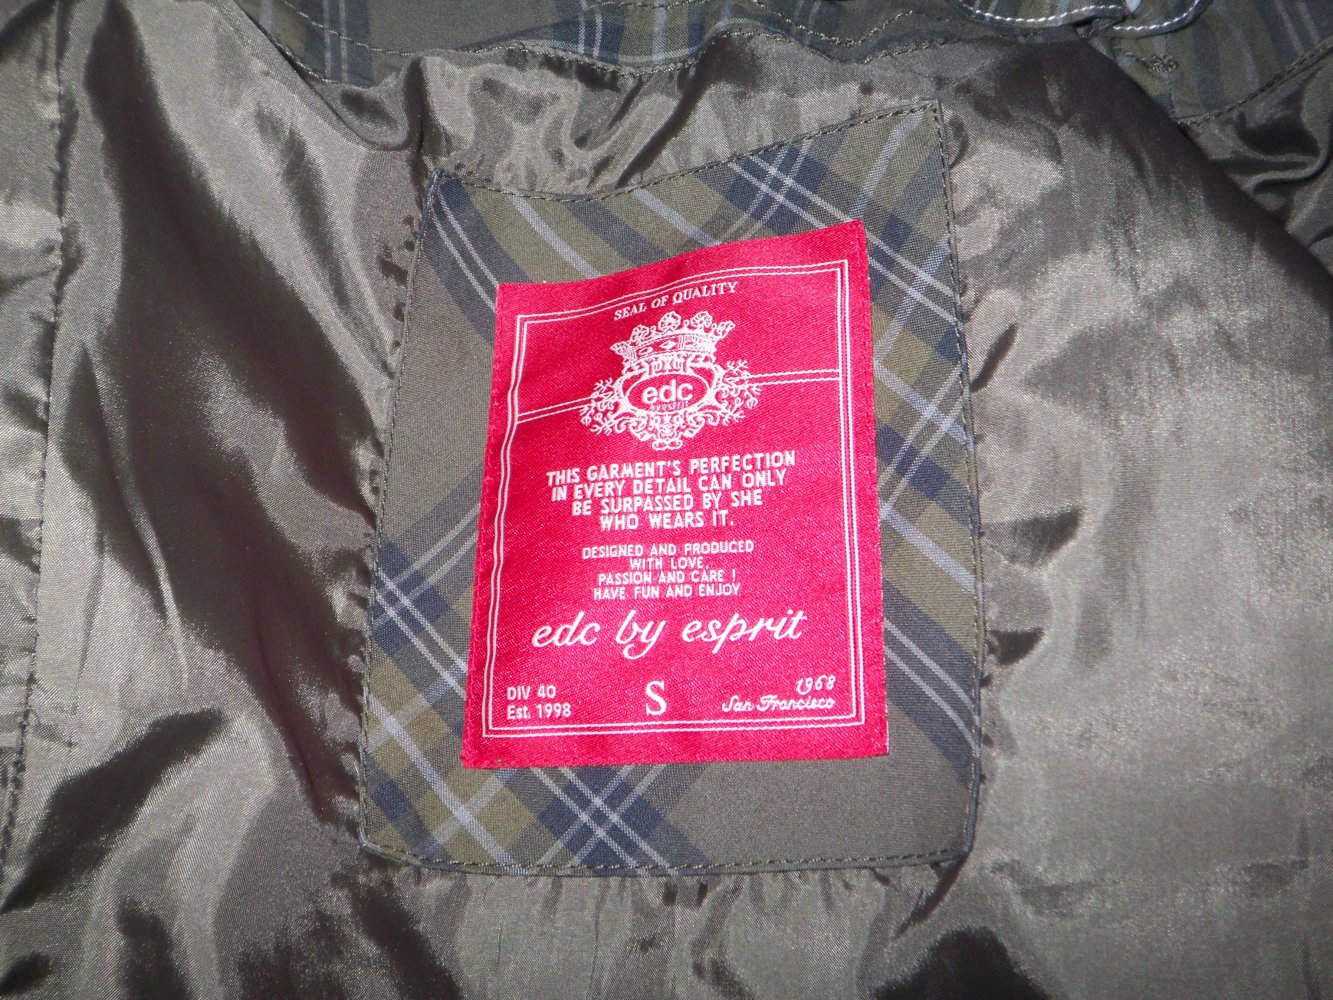 SEAL OF QUALITY
edc
by esprit
THIS GARMENT'S PERFECTION
IN EVERY DETAIL CAN ONLY
BE SURPASSED BY SHE
WHO WEARS IT.
DESIGNED AND PRODUCED
WITH LOVE,
PASSION AND CARE !
HAVE FUN AND ENJOY
edc by esprit
DIV 40
Est. 1998
S
1968
San Francisco